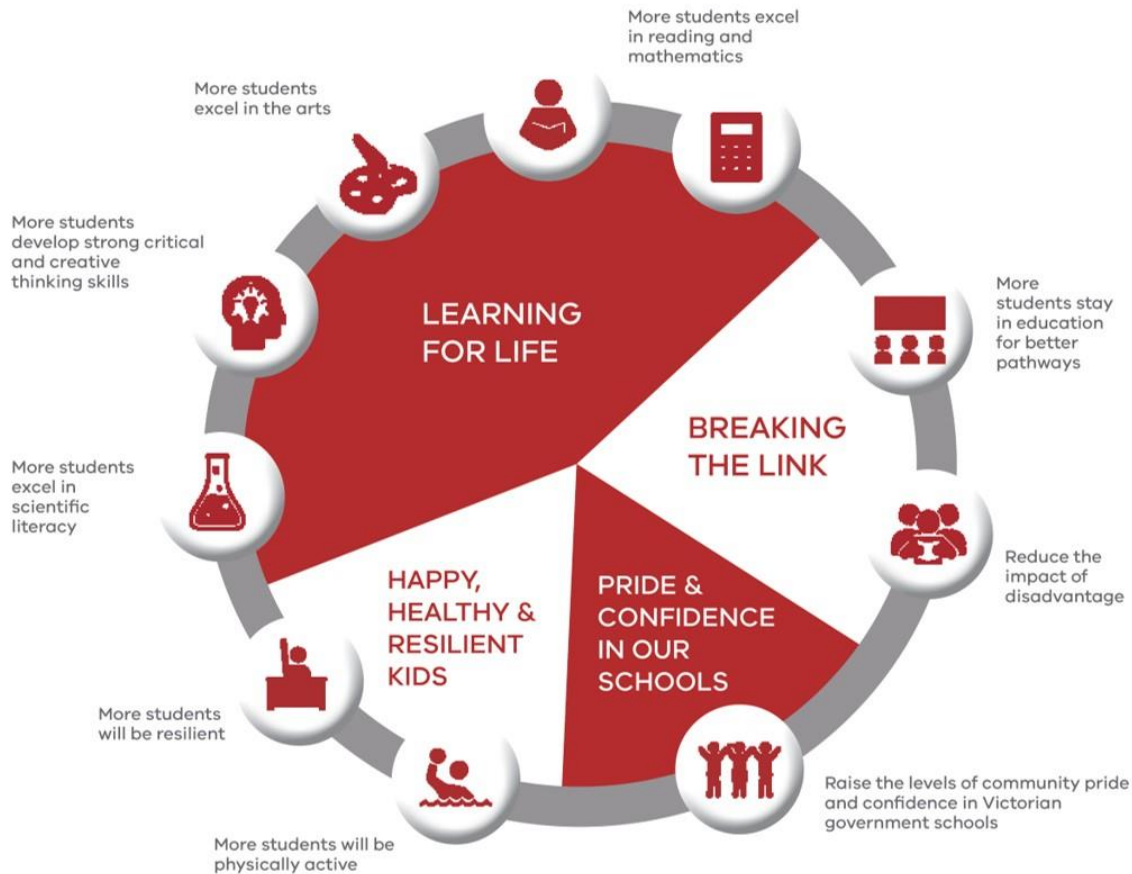 More students excel
in reading and
mathematics
More students
excel in the arts
More students
develop strong critical
and creative
thinking skills
More students
excel in
scientific
literacy
LEARNING
FOR LIFE
More
students stay
in education
for better
pathways
BREAKING
THE LINK
Reduce the
impact of
disadvantage
HAPPY,
HEALTHY &
RESILIENT
KIDS
PRIDE &
CONFIDENCE
IN OUR
SCHOOLS
More students
will be resilient
More students will be
physically active
Raise the levels of community pride
and confidence in Victorian
government schools